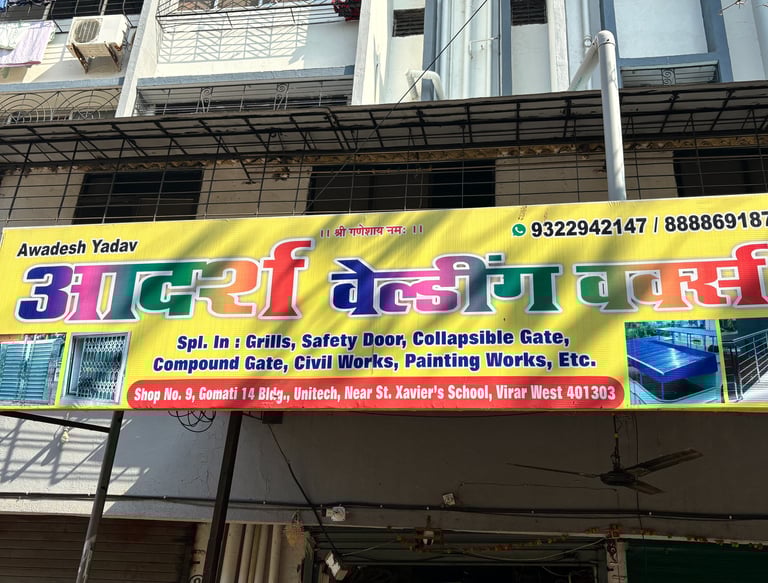 ।। श्री गणेशाय नमः ।।
9322942147 / 888869187
Awadesh Yadav
आदर्श वेल्डींग वर्क्स
Spl. In : Grills, Safety Door, Collapsible Gate,
Compound Gate, Civil Works, Painting Works, Etc.
Shop No. 9, Gomati 14 Bldg., Unitech, Near St. Xavier's School, Virar West 401303